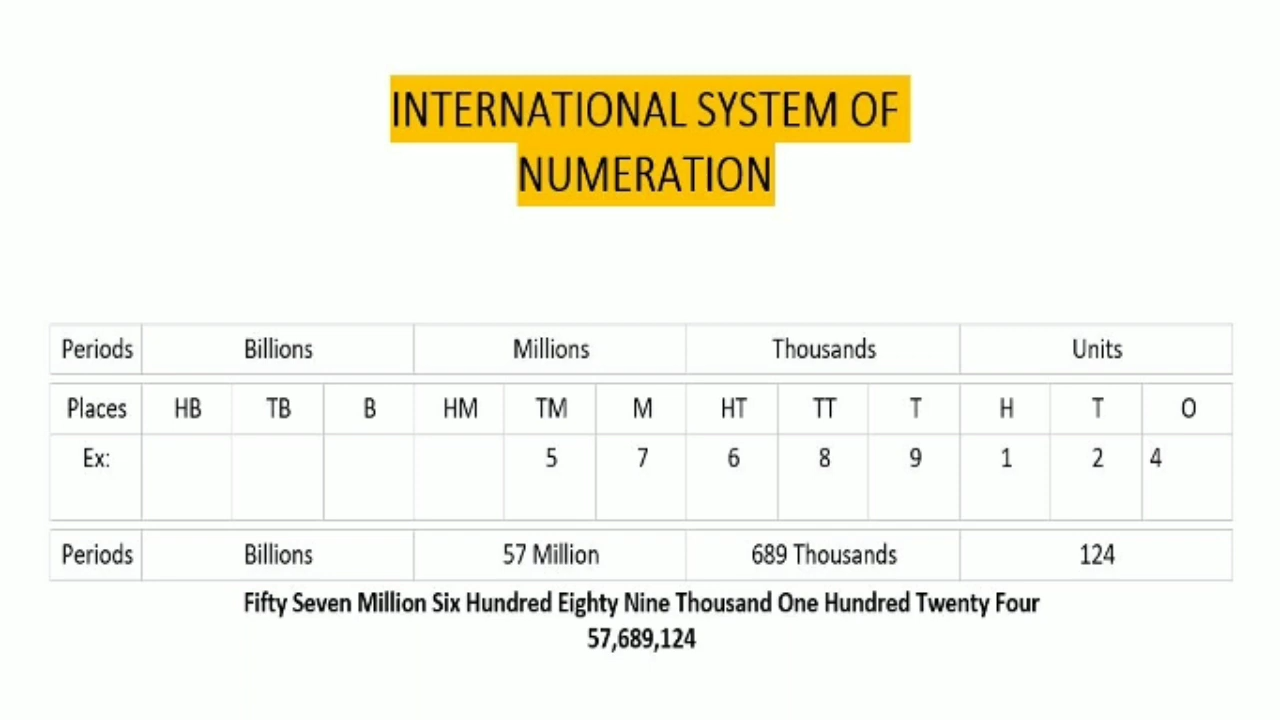 INTERNATIONAL SYSTEM OF
NUMERATION
Periods Billions Millions Thousands Units
Places HB TB B HM TM M HT TT T H T O
Ex: 5 7 6 8 9 1 2 4
Periods Billions 57 Million 689 Thousands 124
Fifty Seven Million Six Hundred Eighty Nine Thousand One Hundred Twenty Four
57,689,124